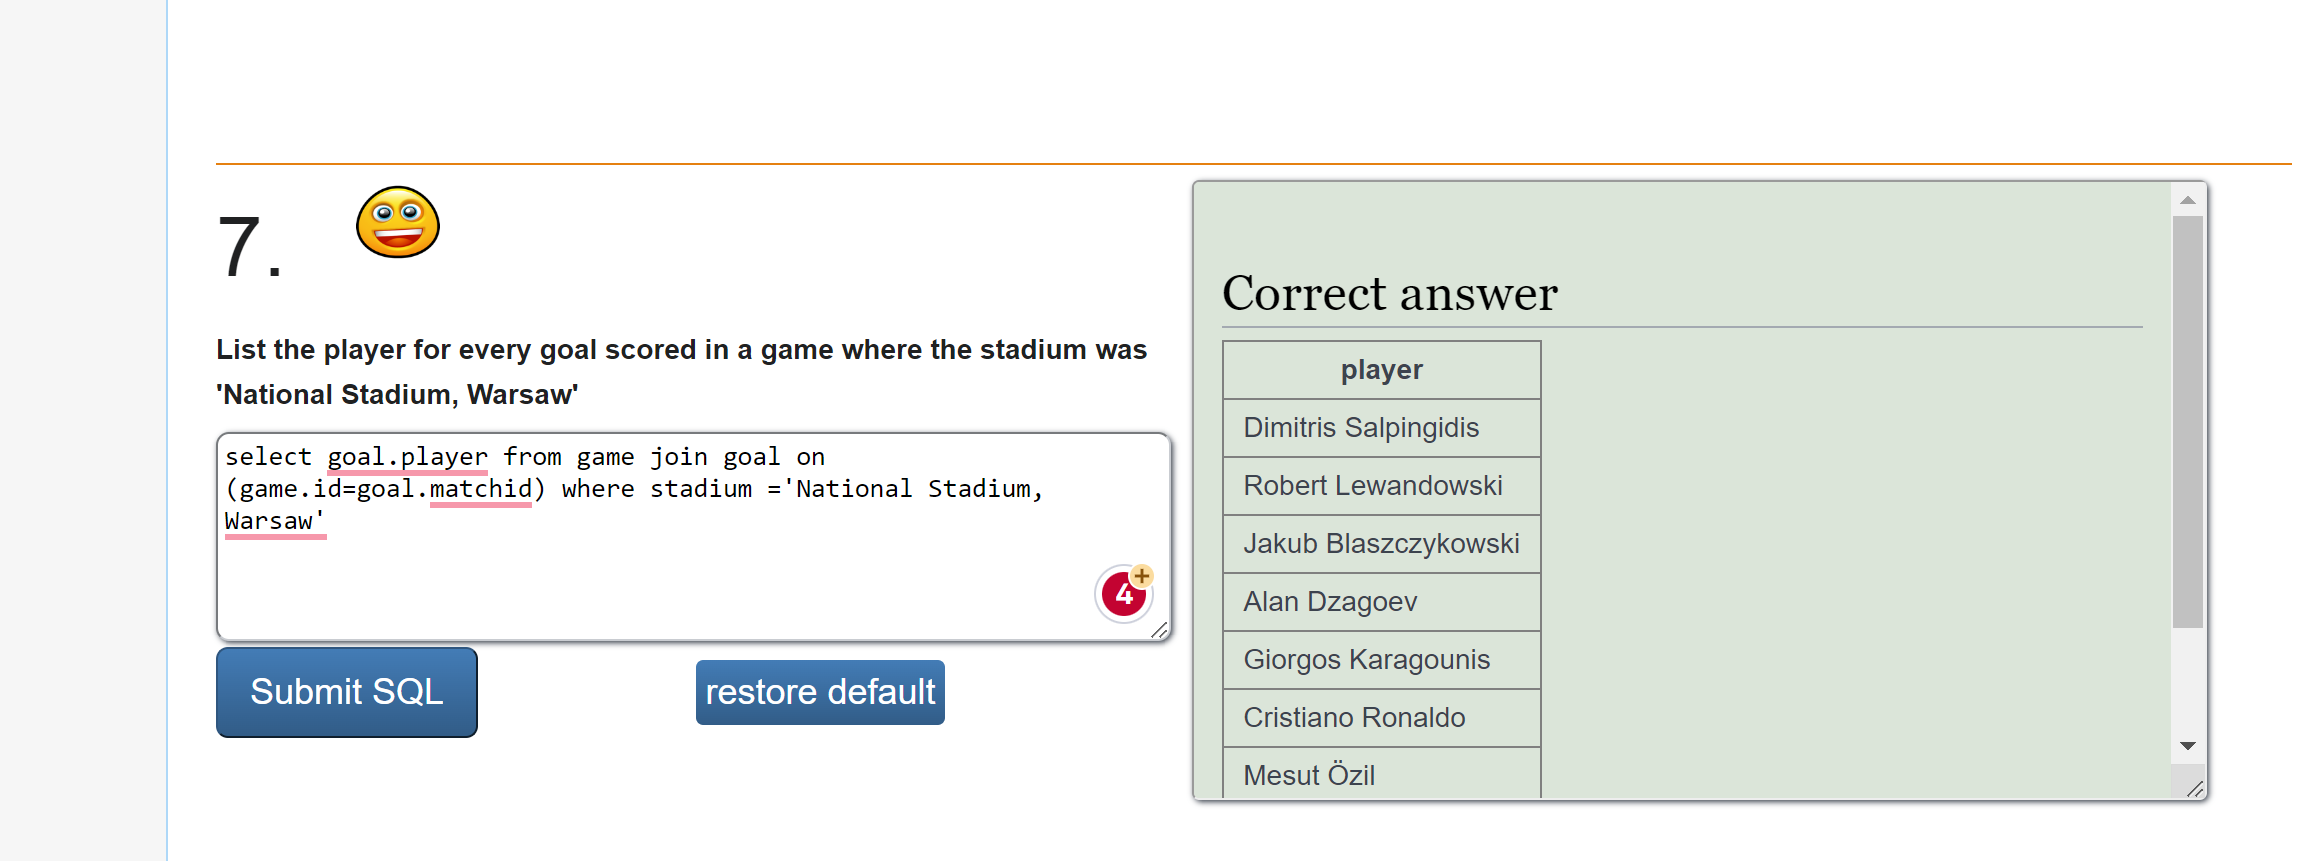 7.
List the player for every goal scored in a game where the stadium was
'National Stadium, Warsaw'
select goal.player from game join goal on
(game.id=goal.matchid) where stadium ='National Stadium,
Warsaw'
4
+
Submit SQL
restore default
Correct answer
player
Dimitris Salpingidis
Robert Lewandowski
Jakub Blaszczykowski
Alan Dzagoev
Giorgos Karagounis
Cristiano Ronaldo
Mesut Özil